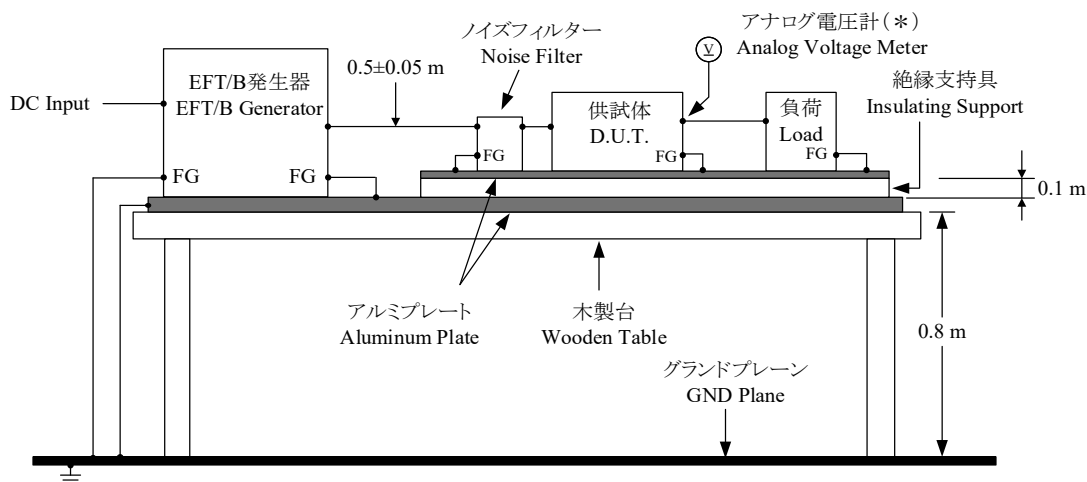 ノイズフィルター
Noise Filter
アナログ電圧計(*)
Analog Voltage Meter
V
0.5±0.05 m
EFT/B発生器
EFT/B Generator
DC Input
供試体
D.U.T.
負荷
Load
絶縁支持具
Insulating Support
FG
FG
FG
FG
FG
0.1 m
アルミプレート
Aluminum Plate
木製台
Wooden Table
0.8 m
グランドプレーン
GND Plane